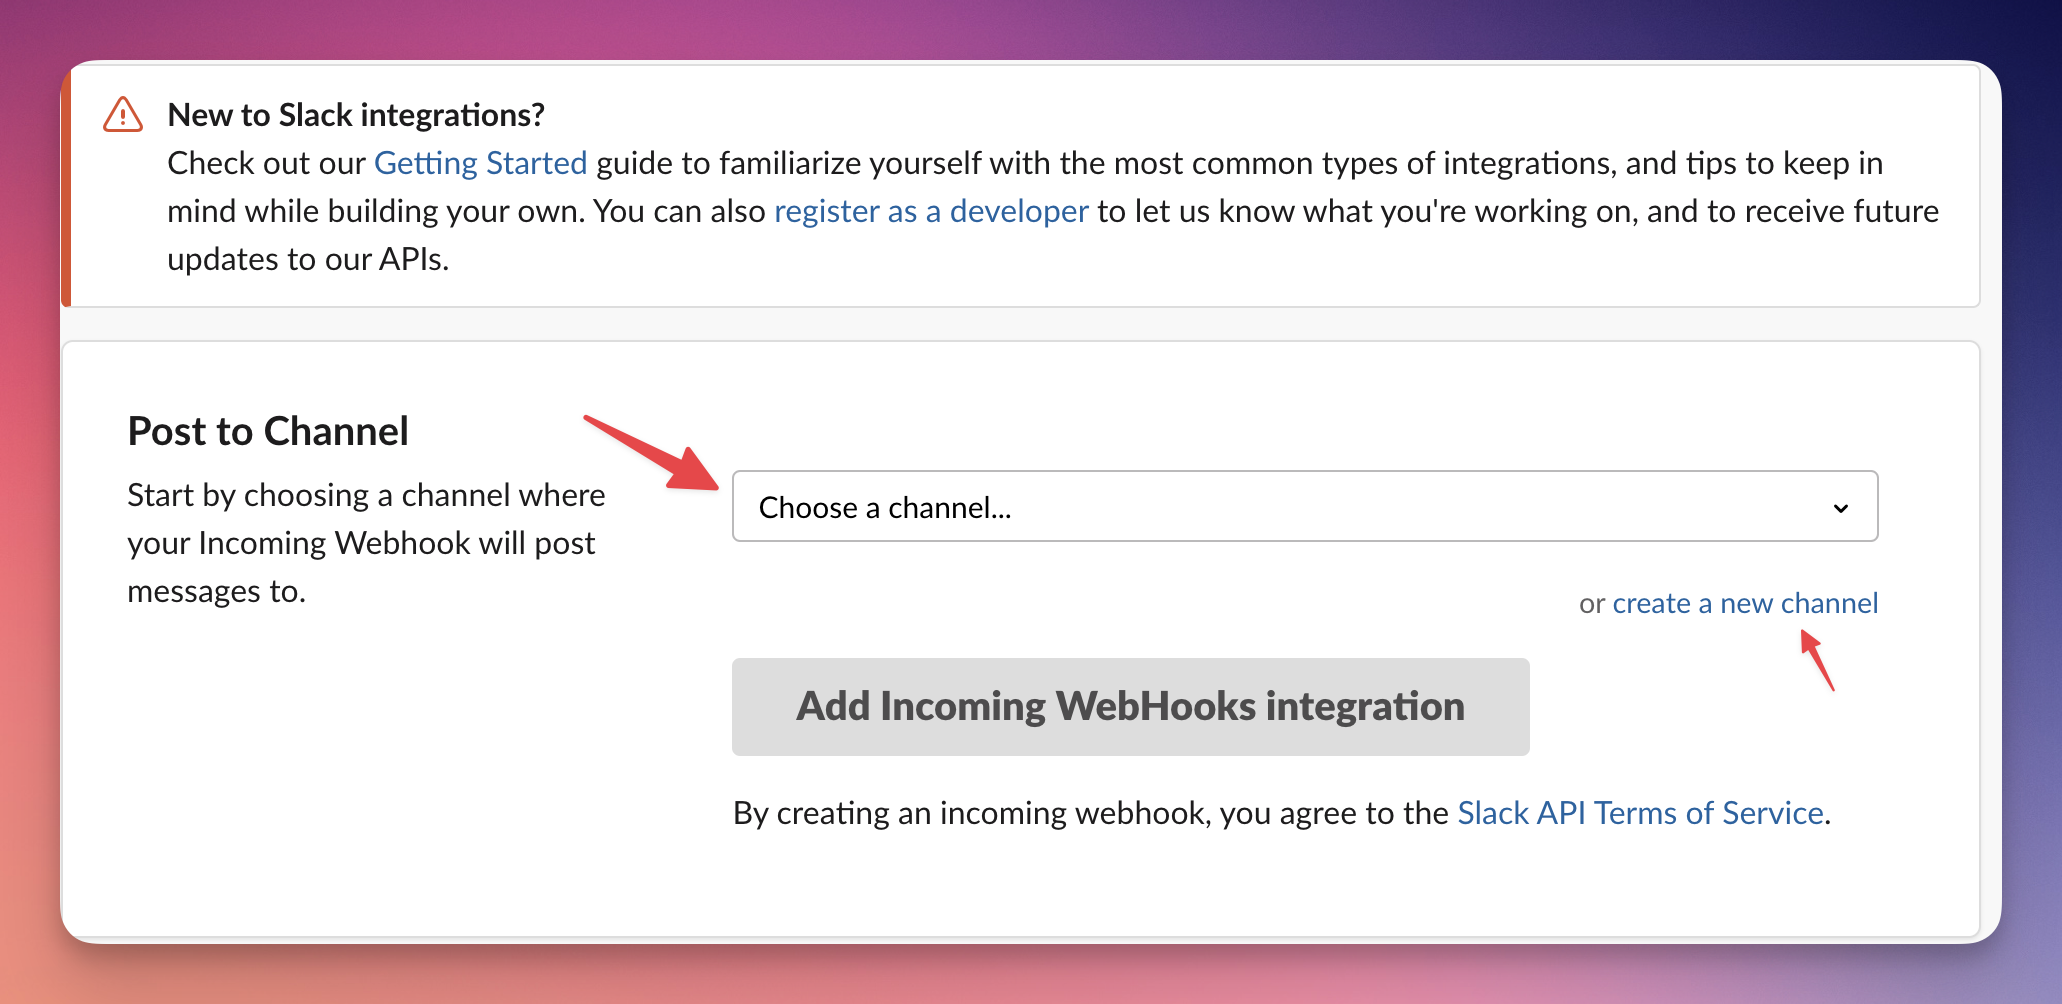 New to Slack integrations?
Check out our Getting Started guide to familiarize yourself with the most common types of integrations, and tips to keep in
mind while building your own. You can also register as a developer to let us know what you're working on, and to receive future
updates to our APIs.
Post to Channel
Start by choosing a channel where
your Incoming Webhook will post
messages to.
Choose a channel...
or create a new channel
Add Incoming WebHooks integration
By creating an incoming webhook, you agree to the Slack API Terms of Service.